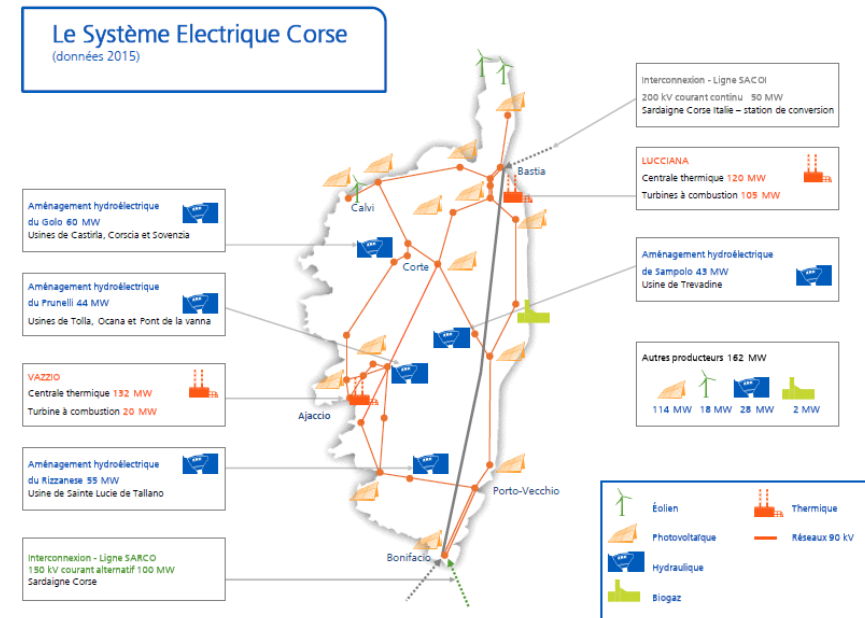 Le Système Electrique Corse
(données 2015)
Interconnexion - Ligne SACOI
200 kV courant continu 50 MW
Sardaigne Corse Italie – station de conversion
LUCCIANA
Centrale thermique 120 MW
Turbines à combustion 105 MW
Bastia
Calvi
Aménagement hydroélectrique
du Golo 60 MW
Usines de Castirla, Corscia et Sovenzia
Corte
Aménagement hydroélectrique
de Sampolo 43 MW
Usine de Trevadine
Aménagement hydroélectrique
du Prunelli 44 MW
Usines de Tolla, Ocana et Pont de la vanna
Autres producteurs 162 MW
114 MW 18 MW 28 MW 2 MW
VAZZIO
Centrale thermique 132 MW
Turbine à combustion 20 MW
Ajaccio
Aménagement hydroélectrique
du Rizzanese 55 MW
Usine de Sainte Lucie de Tallano
Porto-Vecchio
Bonifacio
Interconnexion - Ligne SARCO
150 kV courant alternatif 100 MW
Sardaigne Corse
Éolien
Thermique
Photovoltaïque
Réseaux 90 kV
Hydraulique
Biogaz